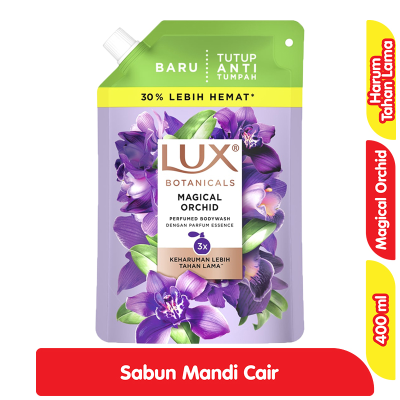 BARU
TUTUP
ANTI
TUMPAH
30% LEBIH HEMAT*
LUX®
BOTANICALS
MAGICAL
ORCHID
PERFUMED BODYWASH
DENGAN PARFUM ESSENCE
3x
KEHARUMAN LEBIH
TAHAN LAMA^
Harum
Tahan Lama
Magical Orchid
400 ml
Sabun Mandi Cair